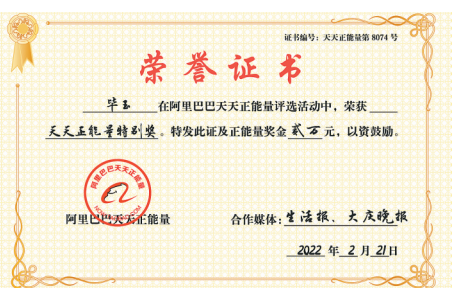 证书编号：天天正能量第 8074 号
荣誉证书
毕玉 在阿里巴巴天天正能量评选活动中，荣获
天天正能量特别奖。特发此证及正能量奖金 贰万 元，以资鼓励。
阿里巴巴天天正能量
阿里巴巴天天正能量 合作媒体：生活报、大庆晚报
2022 年 2 月 21 日